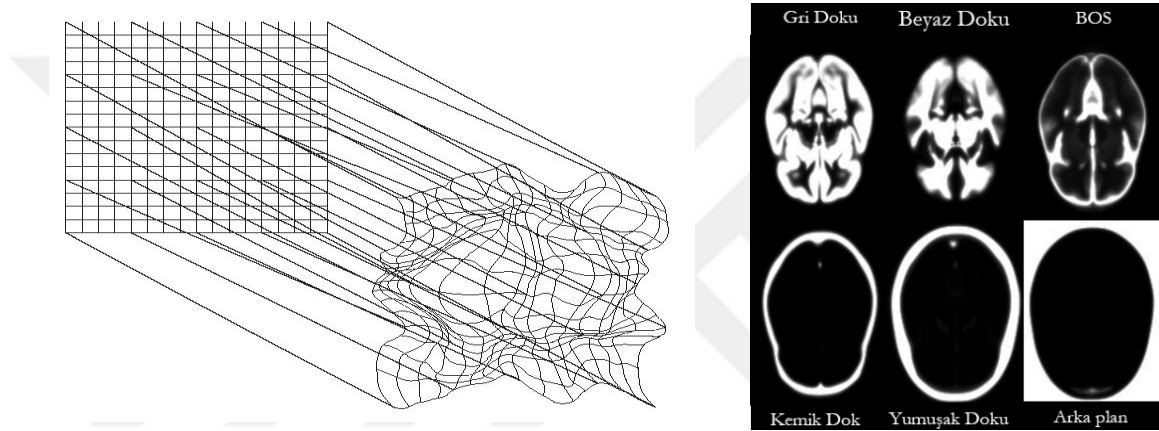 Gri Doku
Beyaz Doku
BOS
Kemik Dok
Yumuşak Doku
Arka plan